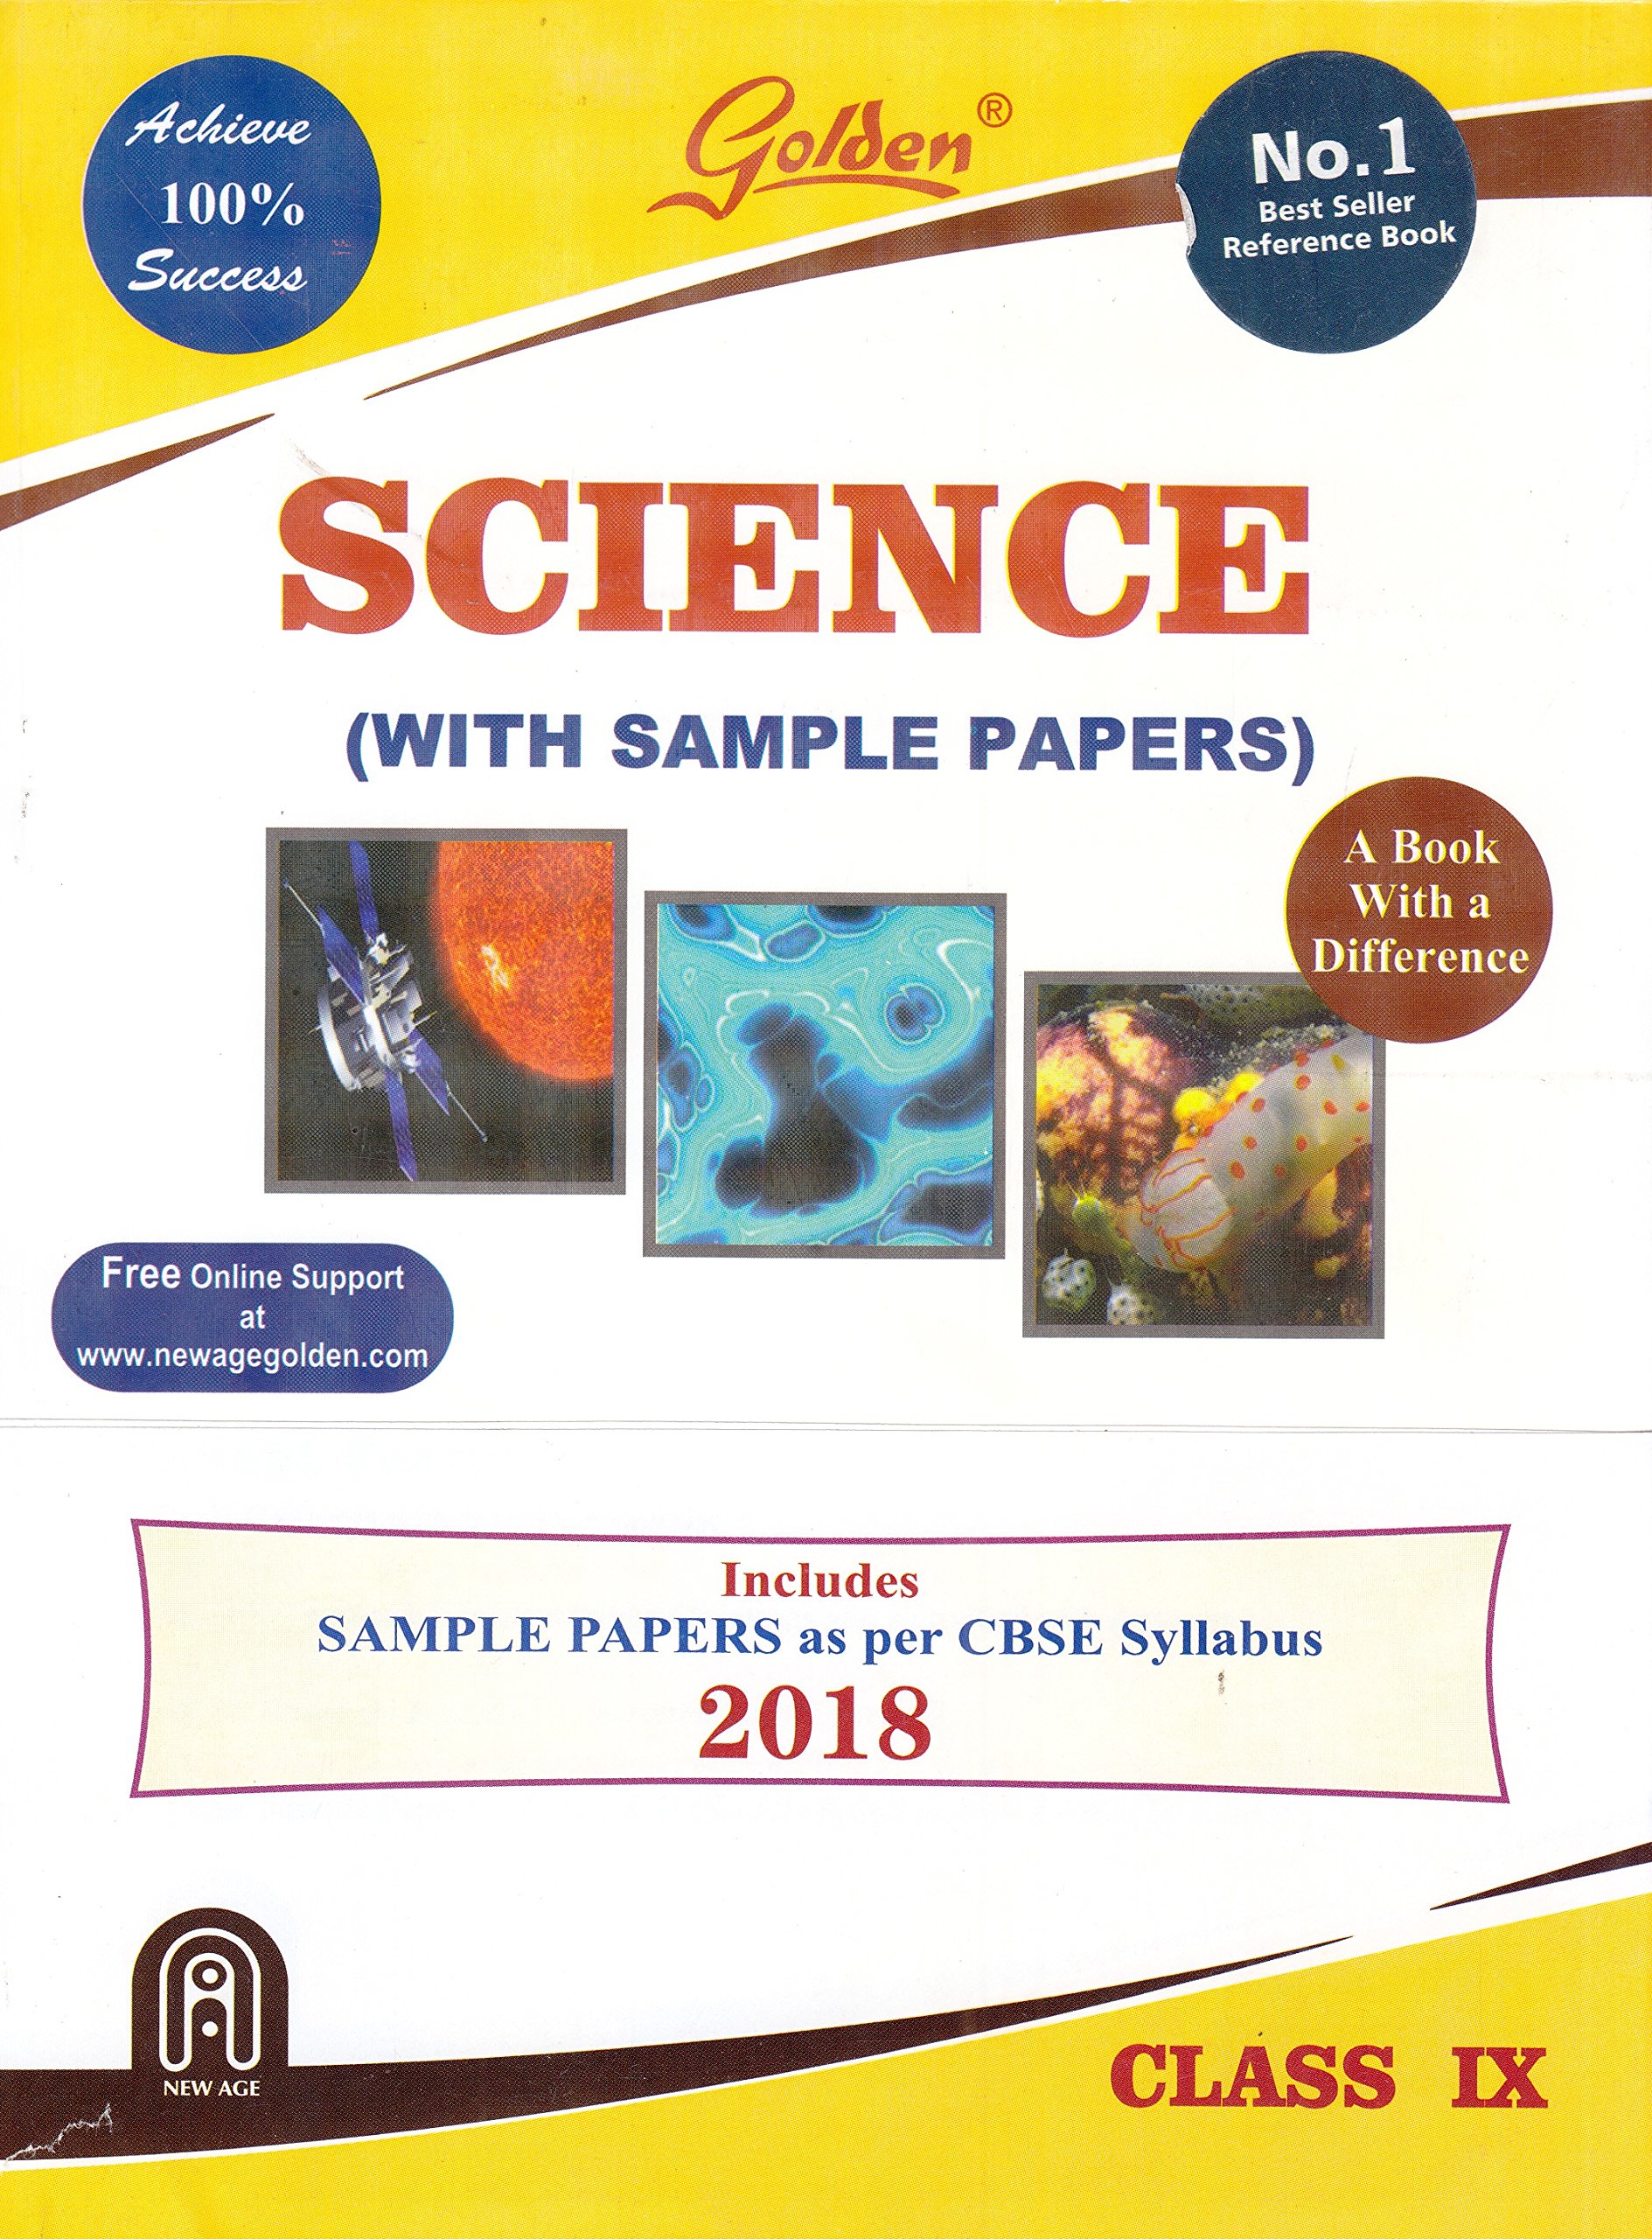 Achieve
100%
Success
Golden®
No.1
Best Seller
Reference Book
SCIENCE
(WITH SAMPLE PAPERS)
A Book
With a
Difference
Free Online Support
at
www.newagegolden.com
Includes
SAMPLE PAPERS as per CBSE Syllabus
2018
NEW AGE
CLASS IX